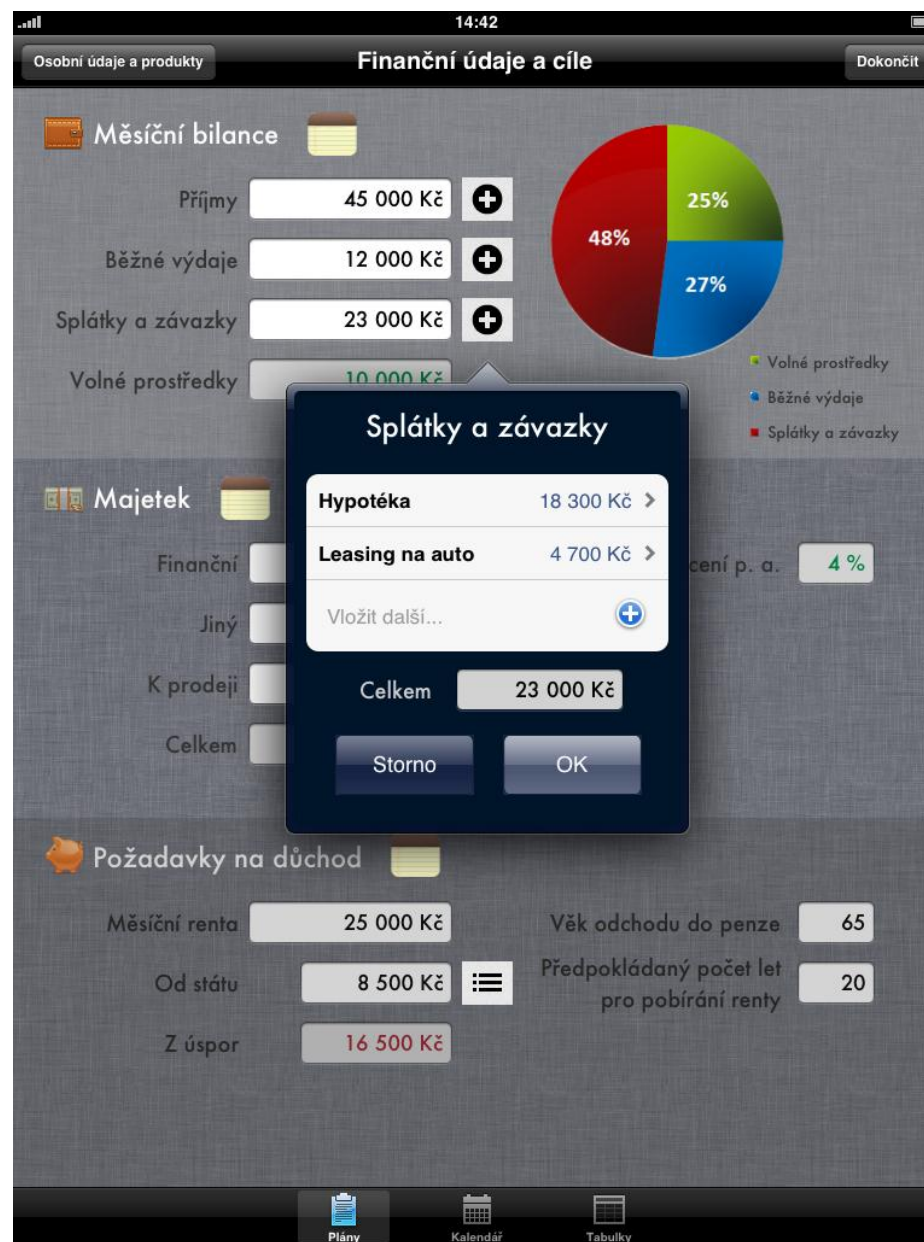 14:42
Osobní údaje a produkty
Finanční údaje a cíle
Dokončit
Měsíční bilance
Příjmy 45 000 Kč
Běžné výdaje 12 000 Kč
Splátky a závazky 23 000 Kč
Volné prostředky 10 000 Kč
25%
48%
27%
Volné prostředky
Běžné výdaje
Splátky a závazky
Splátky a závazky
Hypotéka 18 300 Kč
Leasing na auto 4 700 Kč
Vložit další...
Celkem 23 000 Kč
Storno OK
Majetek
Finanční
p. a. 4 %
Jiný
K prodeji
Celkem
Požadavky na důchod
Měsíční renta 25 000 Kč
Od státu 8 500 Kč
Z úspor 16 500 Kč
Věk odchodu do penze 65
Předpokládaný počet let
pro pobírání renty 20
Plány Kalendář Tabulky